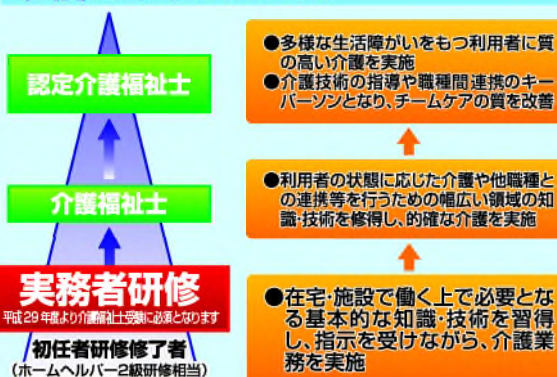 認定介護福祉士
●多様な生活障がいをもつ利用者に質
の高い介護を実施
●介護技術の指導や職種間連携のキー
パーソンとなり、チームケアの質を改善
介護福祉士
●利用者の状態に応じた介護や他職種と
の連携等を行うための幅広い領域の知
識・技術を修得し、的確な介護を実施
実務者研修
平成29年度より介護福祉士受験に必須となります
初任者研修修了者
(ホームヘルパー2級研修相当)
●在宅・施設で働く上で必要とな
る基本的な知識・技術を習得
し、指示を受けながら、介護業
務を実施